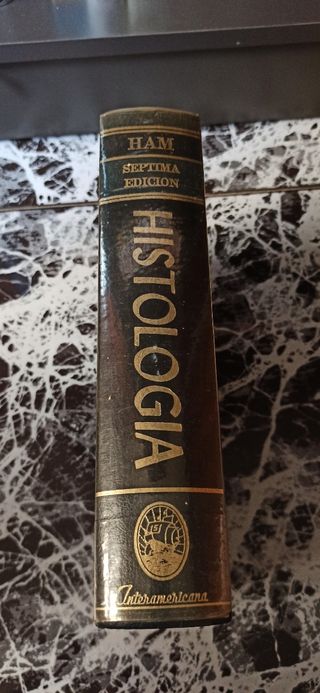 HAM
SEPTIMA
EDICION
HISTOLOGIA
Interamericana